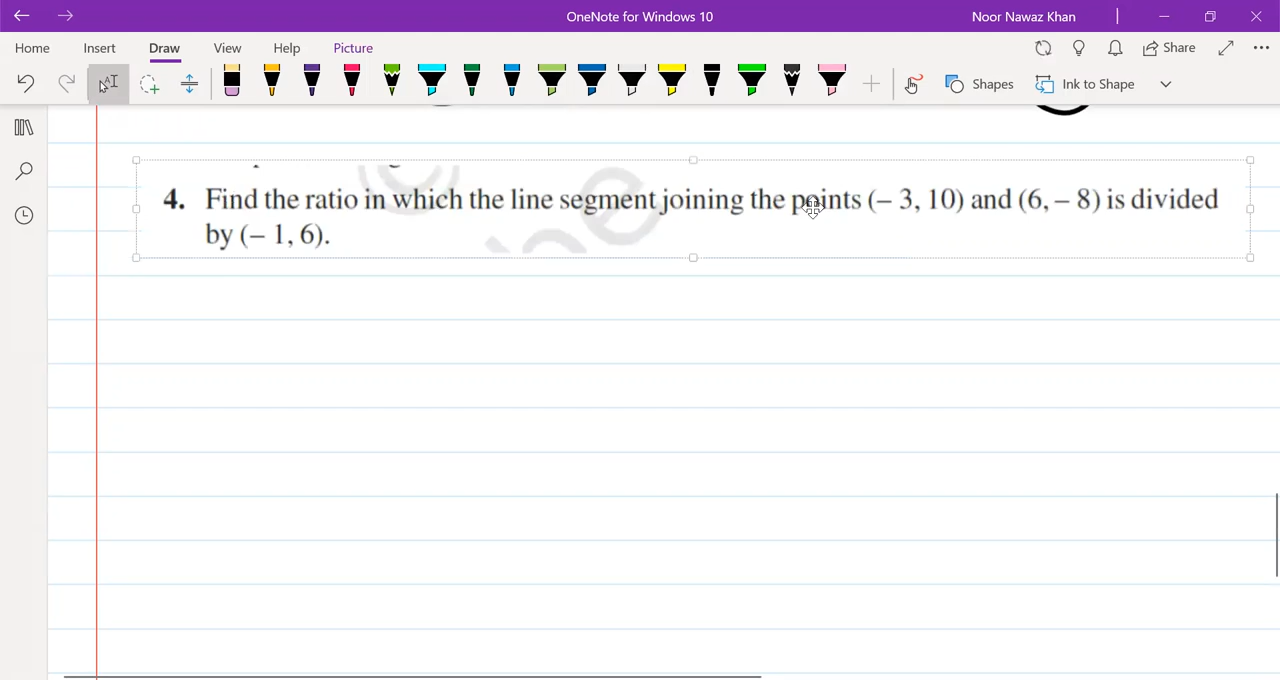 OneNote for Windows 10
Noor Nawaz Khan
Home Insert Draw View Help Picture
Share
Shapes
Ink to Shape
4. Find the ratio in which the line segment joining the points (– 3, 10) and (6, – 8) is divided
by (– 1, 6).